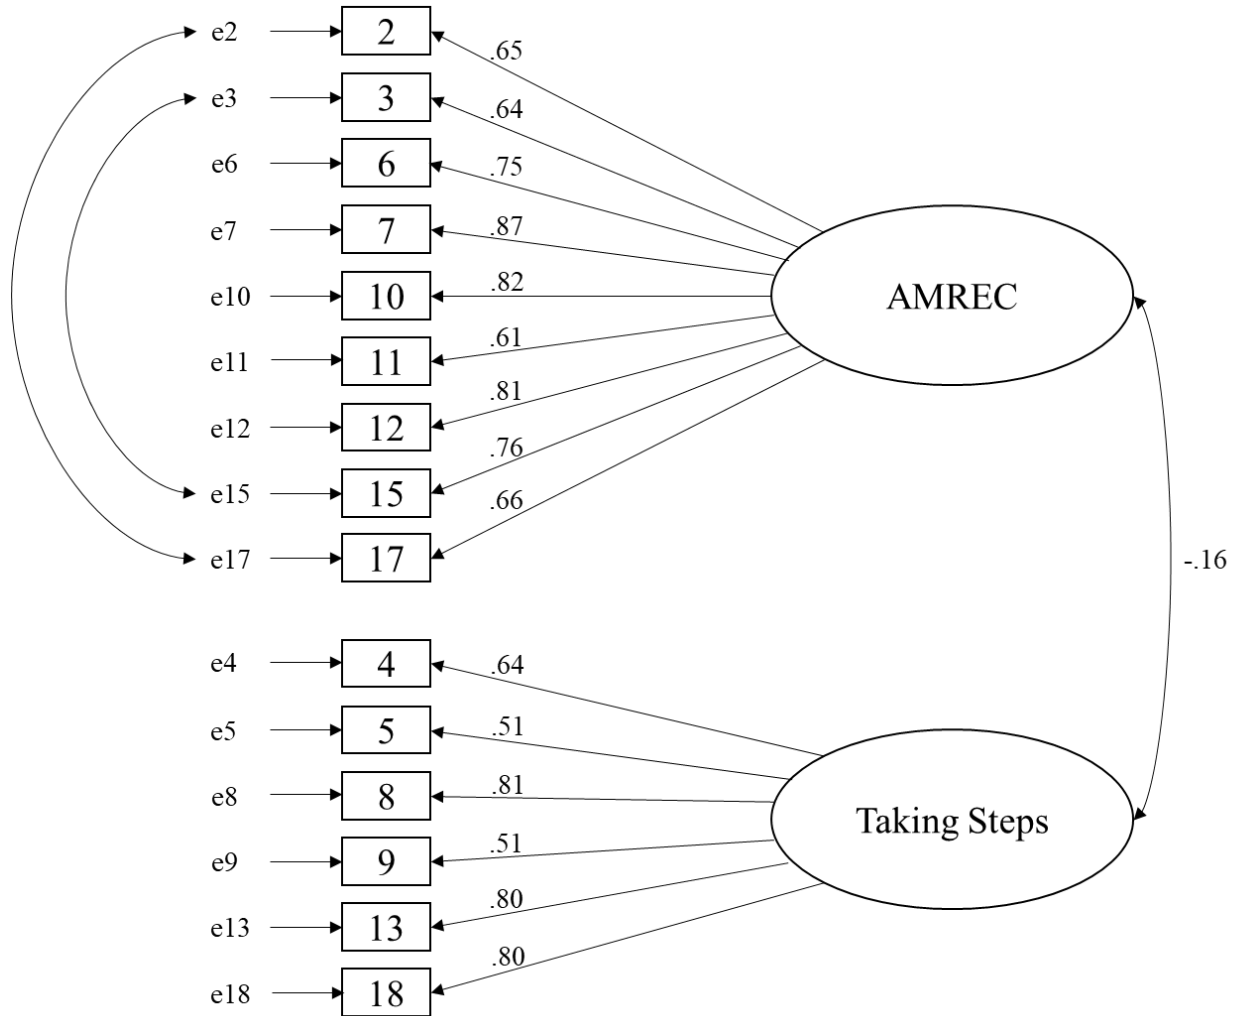 e2 2 .65
e3 3 .64
e6 6 .75
e7 7 .87
e10 10 .82 AMREC
e11 11 .61
e12 12 .81
e15 15 .76
e17 17 .66
-.16
e4 4 .64
e5 5 .51
e8 8 .81
Taking Steps
e9 9 .51
e13 13 .80
e18 18 .80